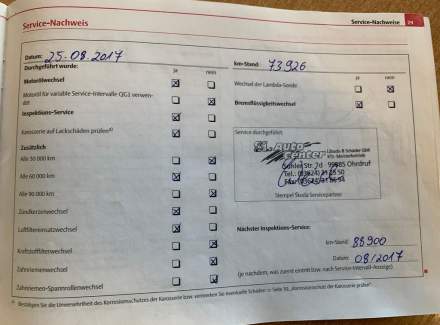 Service-Nachweis
Service-Nachweise
Datum: 25.08.2017
km-Stand: 73.926
Durchgeführt wurde:
ja nein
ja nein
Motorölwechsel
Wechsel der Lambda-Sonde
Motoröl für variable Service-Intervalle QG1 verwendet
Bremsflüssigkeitswechsel
Inspektions-Service
Karosserie auf Lackschäden prüfen
Service durchgeführt:
Zusätzlich
Alle 30 000 km
Alle 60 000 km
Alle 90 000 km
Zündkerzenwechsel
Luftfiltereinsatzwechsel
Kraftstofffilterwechsel
Zahnriemenwechsel
Zahnriemen-Spannrollenwechsel
Auto
center
99885 Ohrdruf
Stempel Škoda Servicepartner
Nächster Inspektions-Service:
km-Stand: 88900
Datum: 08/2017
(je nachdem, was zuerst eintritt bzw. nach Service-Intervall-Anzeige)